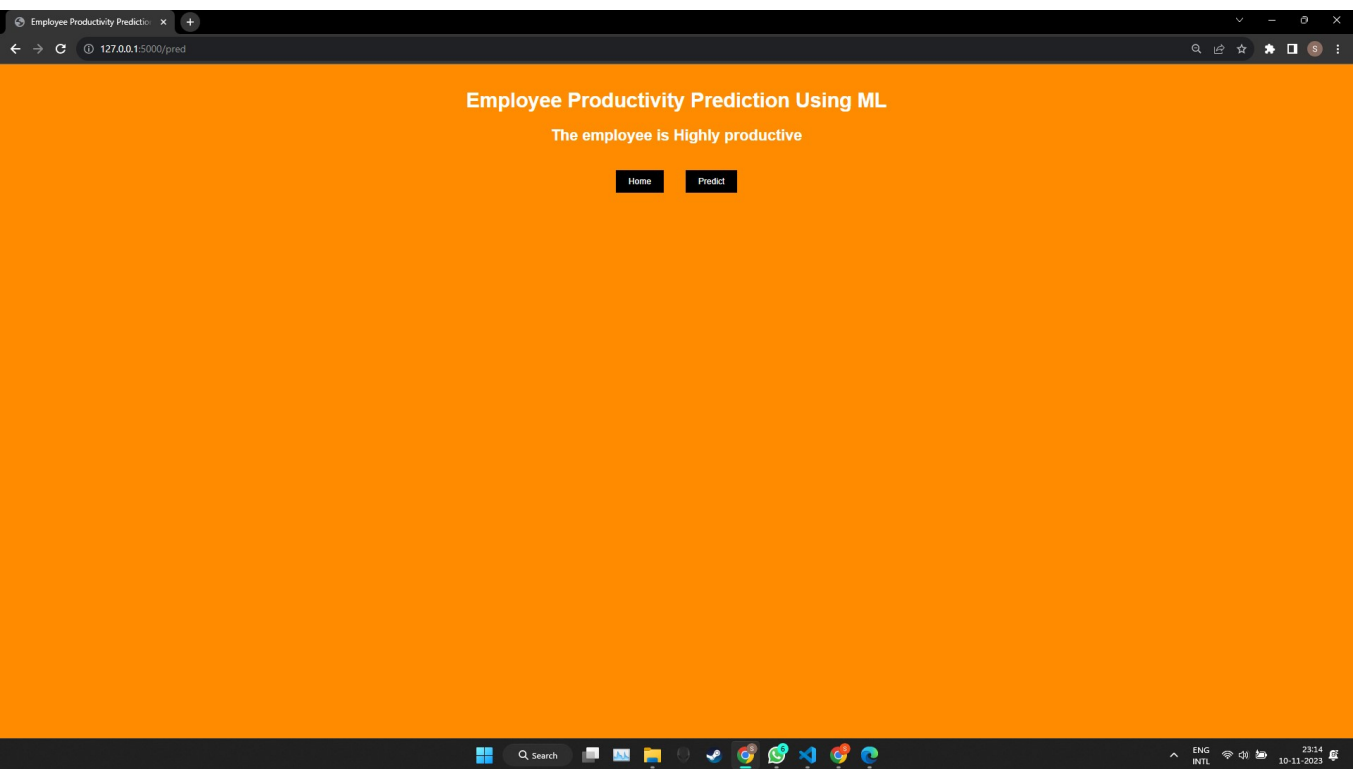 Employee Productivity Prediction
127.0.0.1:5000/pred
S
Employee Productivity Prediction Using ML
The employee is Highly productive
Home Predict
Search
ENG
INTL
23:14
10-11-2023